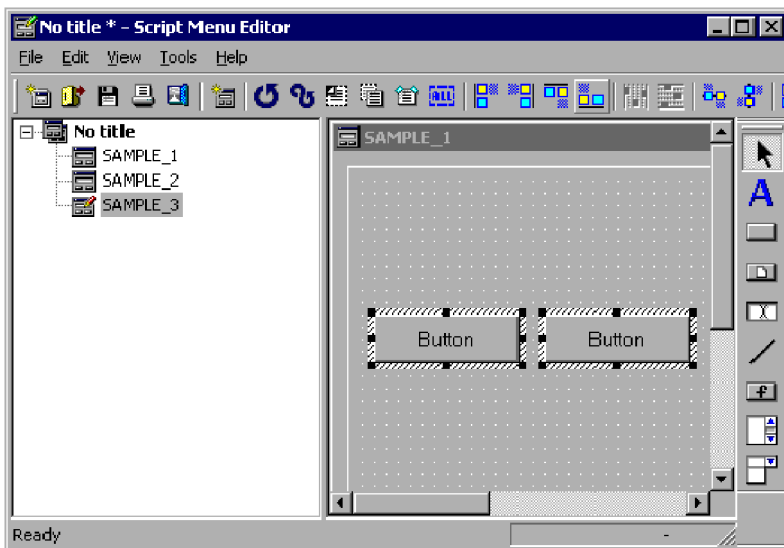 No title * - Script Menu Editor
File Edit View Tools Help
ALL
No title
SAMPLE_1
SAMPLE_2
SAMPLE_3
SAMPLE_1
A
Button Button
f
Ready
-